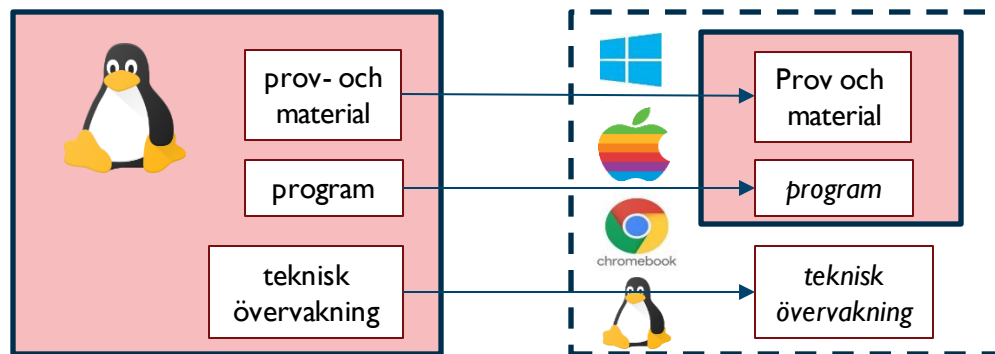 prov- och
material
program
teknisk
övervakning
chromebook
Prov och
material
program
teknisk
övervakning